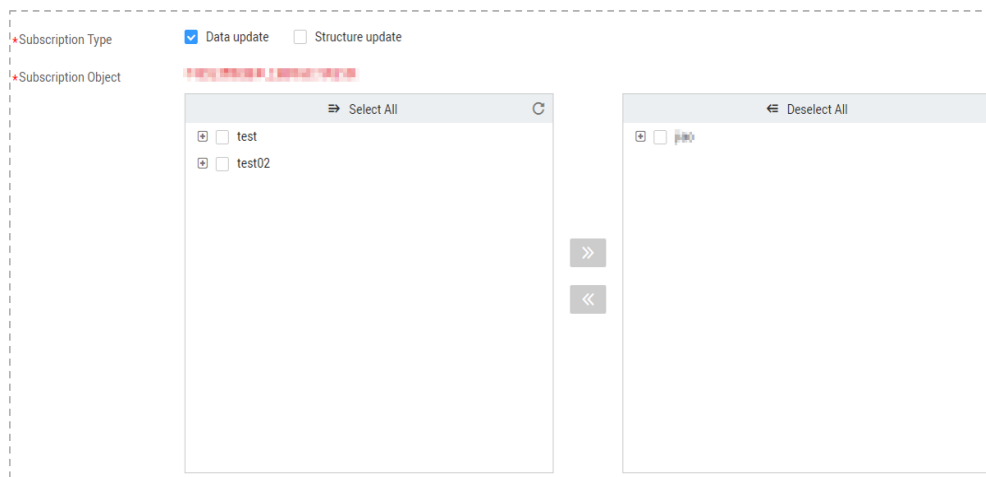 *Subscription Type Data update Structure update
*Subscription Object
Select All Deselect All
test
test02